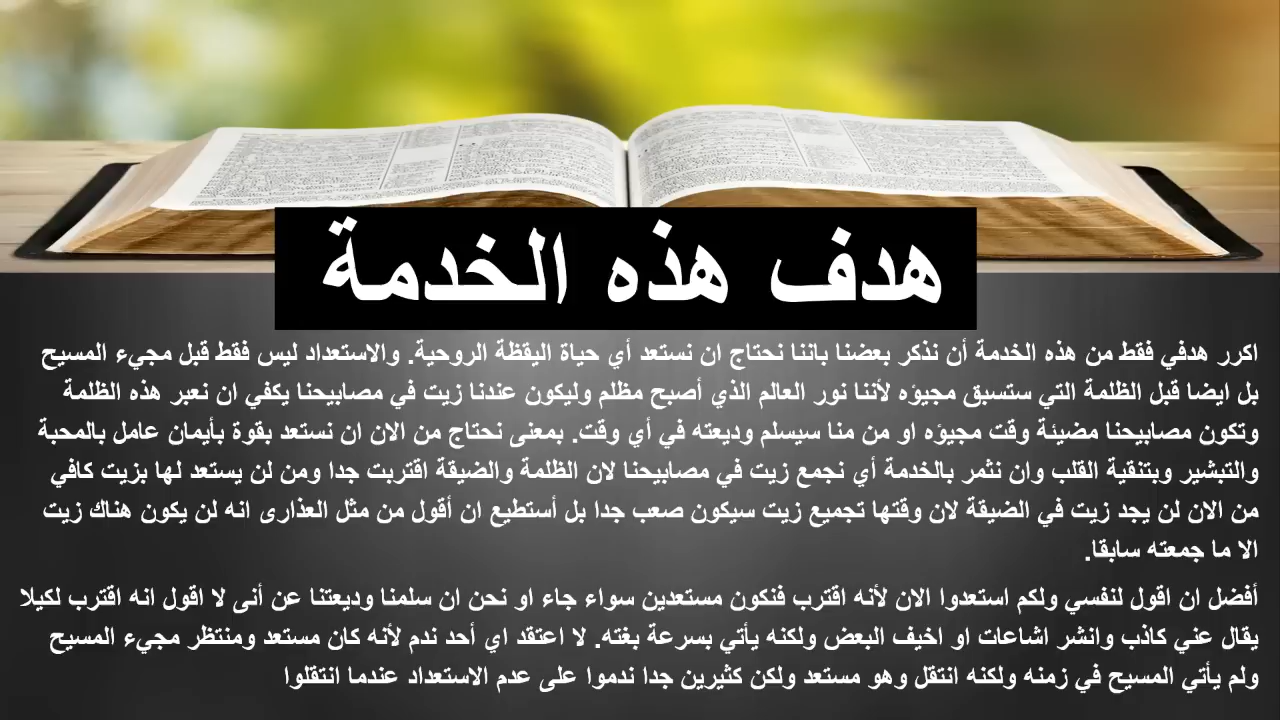 هدف هذه الخدمة
اكرر هدفي فقط من هذه الخدمة أن نذكر بعضنا باننا نحتاج ان نستعد أي حياة اليقظة الروحية. والاستعداد ليس فقط قبل مجيء المسيح
بل ايضا قبل الظلمة التي ستسبق مجيؤه لأننا نور العالم الذي أصبح مظلم وليكون عندنا زيت في مصابيحنا يكفي ان نعبر هذه الظلمة
وتكون مصابيحنا مضيئة وقت مجيؤه او من منا سيسلم وديعته في أي وقت. بمعنى نحتاج من الان ان نستعد بقوة بأيمان عامل بالمحبة
والتبشير وبتنقية القلب وان نثمر بالخدمة أي نجمع زيت في مصابيحنا لان الظلمة والضيقة اقتربت جدا ومن لن يستعد لها بزيت كافي
من الان لن يجد زيت في الضيقة لان وقتها تجميع زيت سيكون صعب جدا بل أستطيع ان أقول من مثل العذارى انه لن يكون هناك زيت
الا ما جمعته سابقا.
أفضل ان اقول لنفسي ولكم استعدوا الان لأنه اقترب فنكون مستعدين سواء جاء او نحن ان سلمنا وديعتنا عن أنى لا اقول انه اقترب لكيلا
يقال عني كاذب وانشر اشاعات او اخيف البعض ولكنه يأتي بسرعة بغته. لا اعتقد اي أحد ندم لأنه كان مستعد ومنتظر مجيء المسيح
ولم يأتي المسيح في زمنه ولكنه انتقل وهو مستعد ولكن كثيرين جدا ندموا على عدم الاستعداد عندما انتقلوا